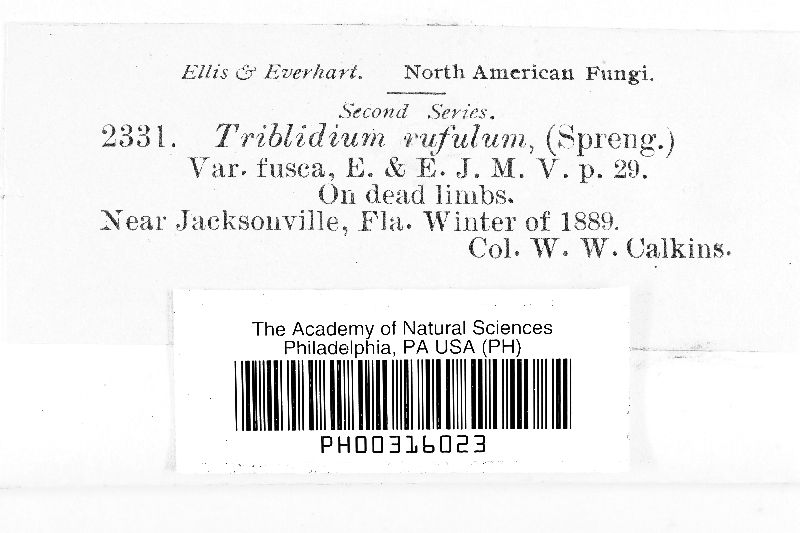 Ellis & Everhart. North American Fungi.
Second Series.
2331. Triblidium rufulum, (Spreng.)
Var. fusca, E. & E. J. M. V. p. 29.
On dead limbs.
Near Jacksonville, Fla. Winter of 1889.
Col. W. W. Calkins.
The Academy of Natural Sciences
Philadelphia, PA USA (PH)
PH00316023